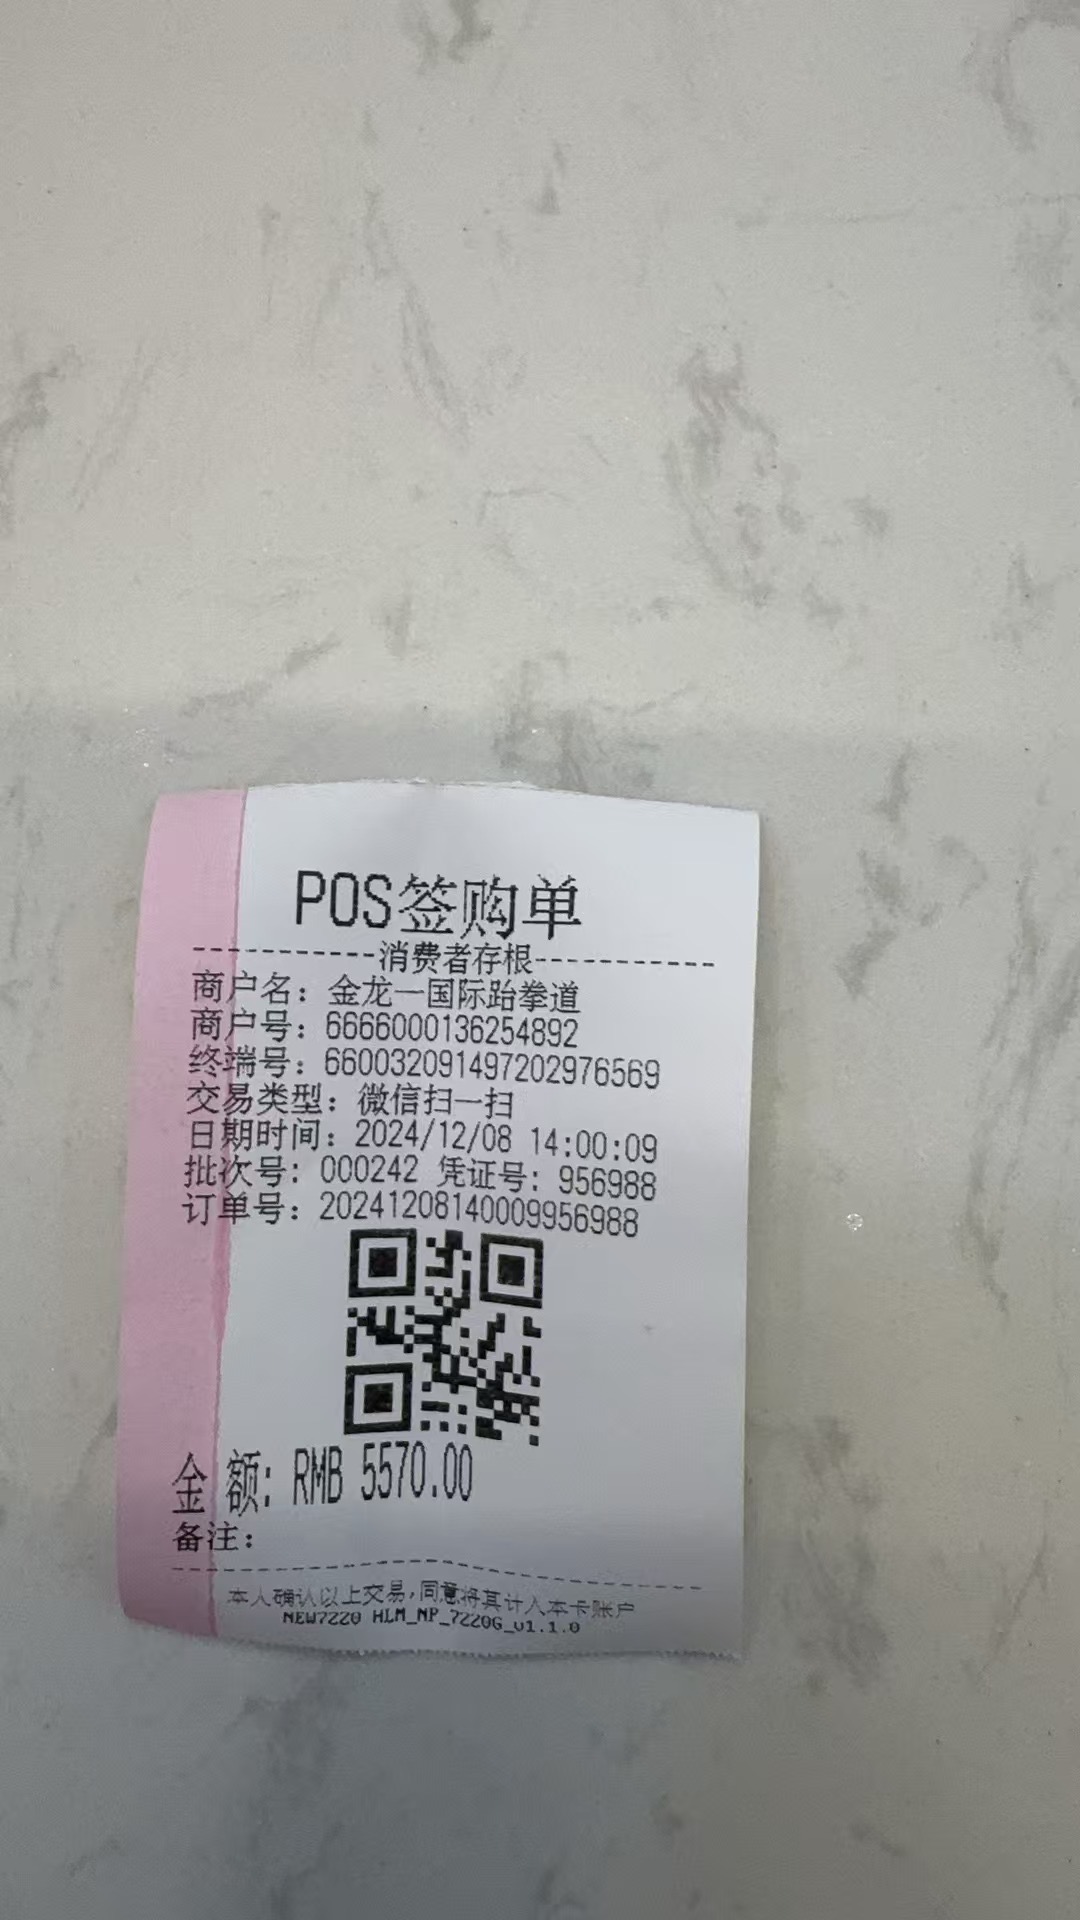 POS签购单
-----------消费者存根-----------
商户名：金龙一国际跆拳道
商户号：6666000136254892
终端号：660032091497202976569
交易类型：微信扫一扫
日期时间：2024/12/08 14:00:09
批次号：000242 凭证号：956988
订单号：20241208140009956988
金 额：RMB 5570.00
备注：
本人确认以上交易，同意将其计入本卡账户
NEW7220 HLM_NP_7220G_v1.1.0